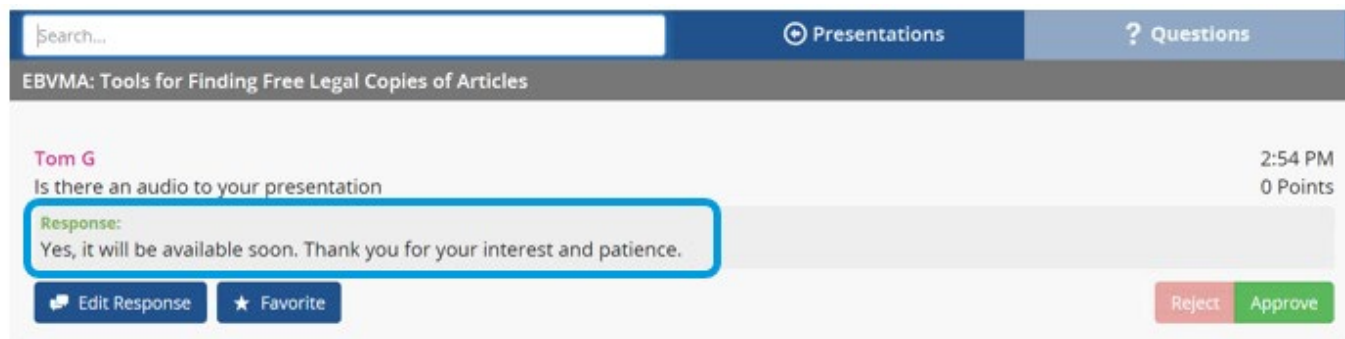 Search... Presentations ? Questions
EBVMA: Tools for Finding Free Legal Copies of Articles
Tom G 2:54 PM
Is there an audio to your presentation 0 Points
Response:
Yes, it will be available soon. Thank you for your interest and patience.
Edit Response Favorite Reject Approve